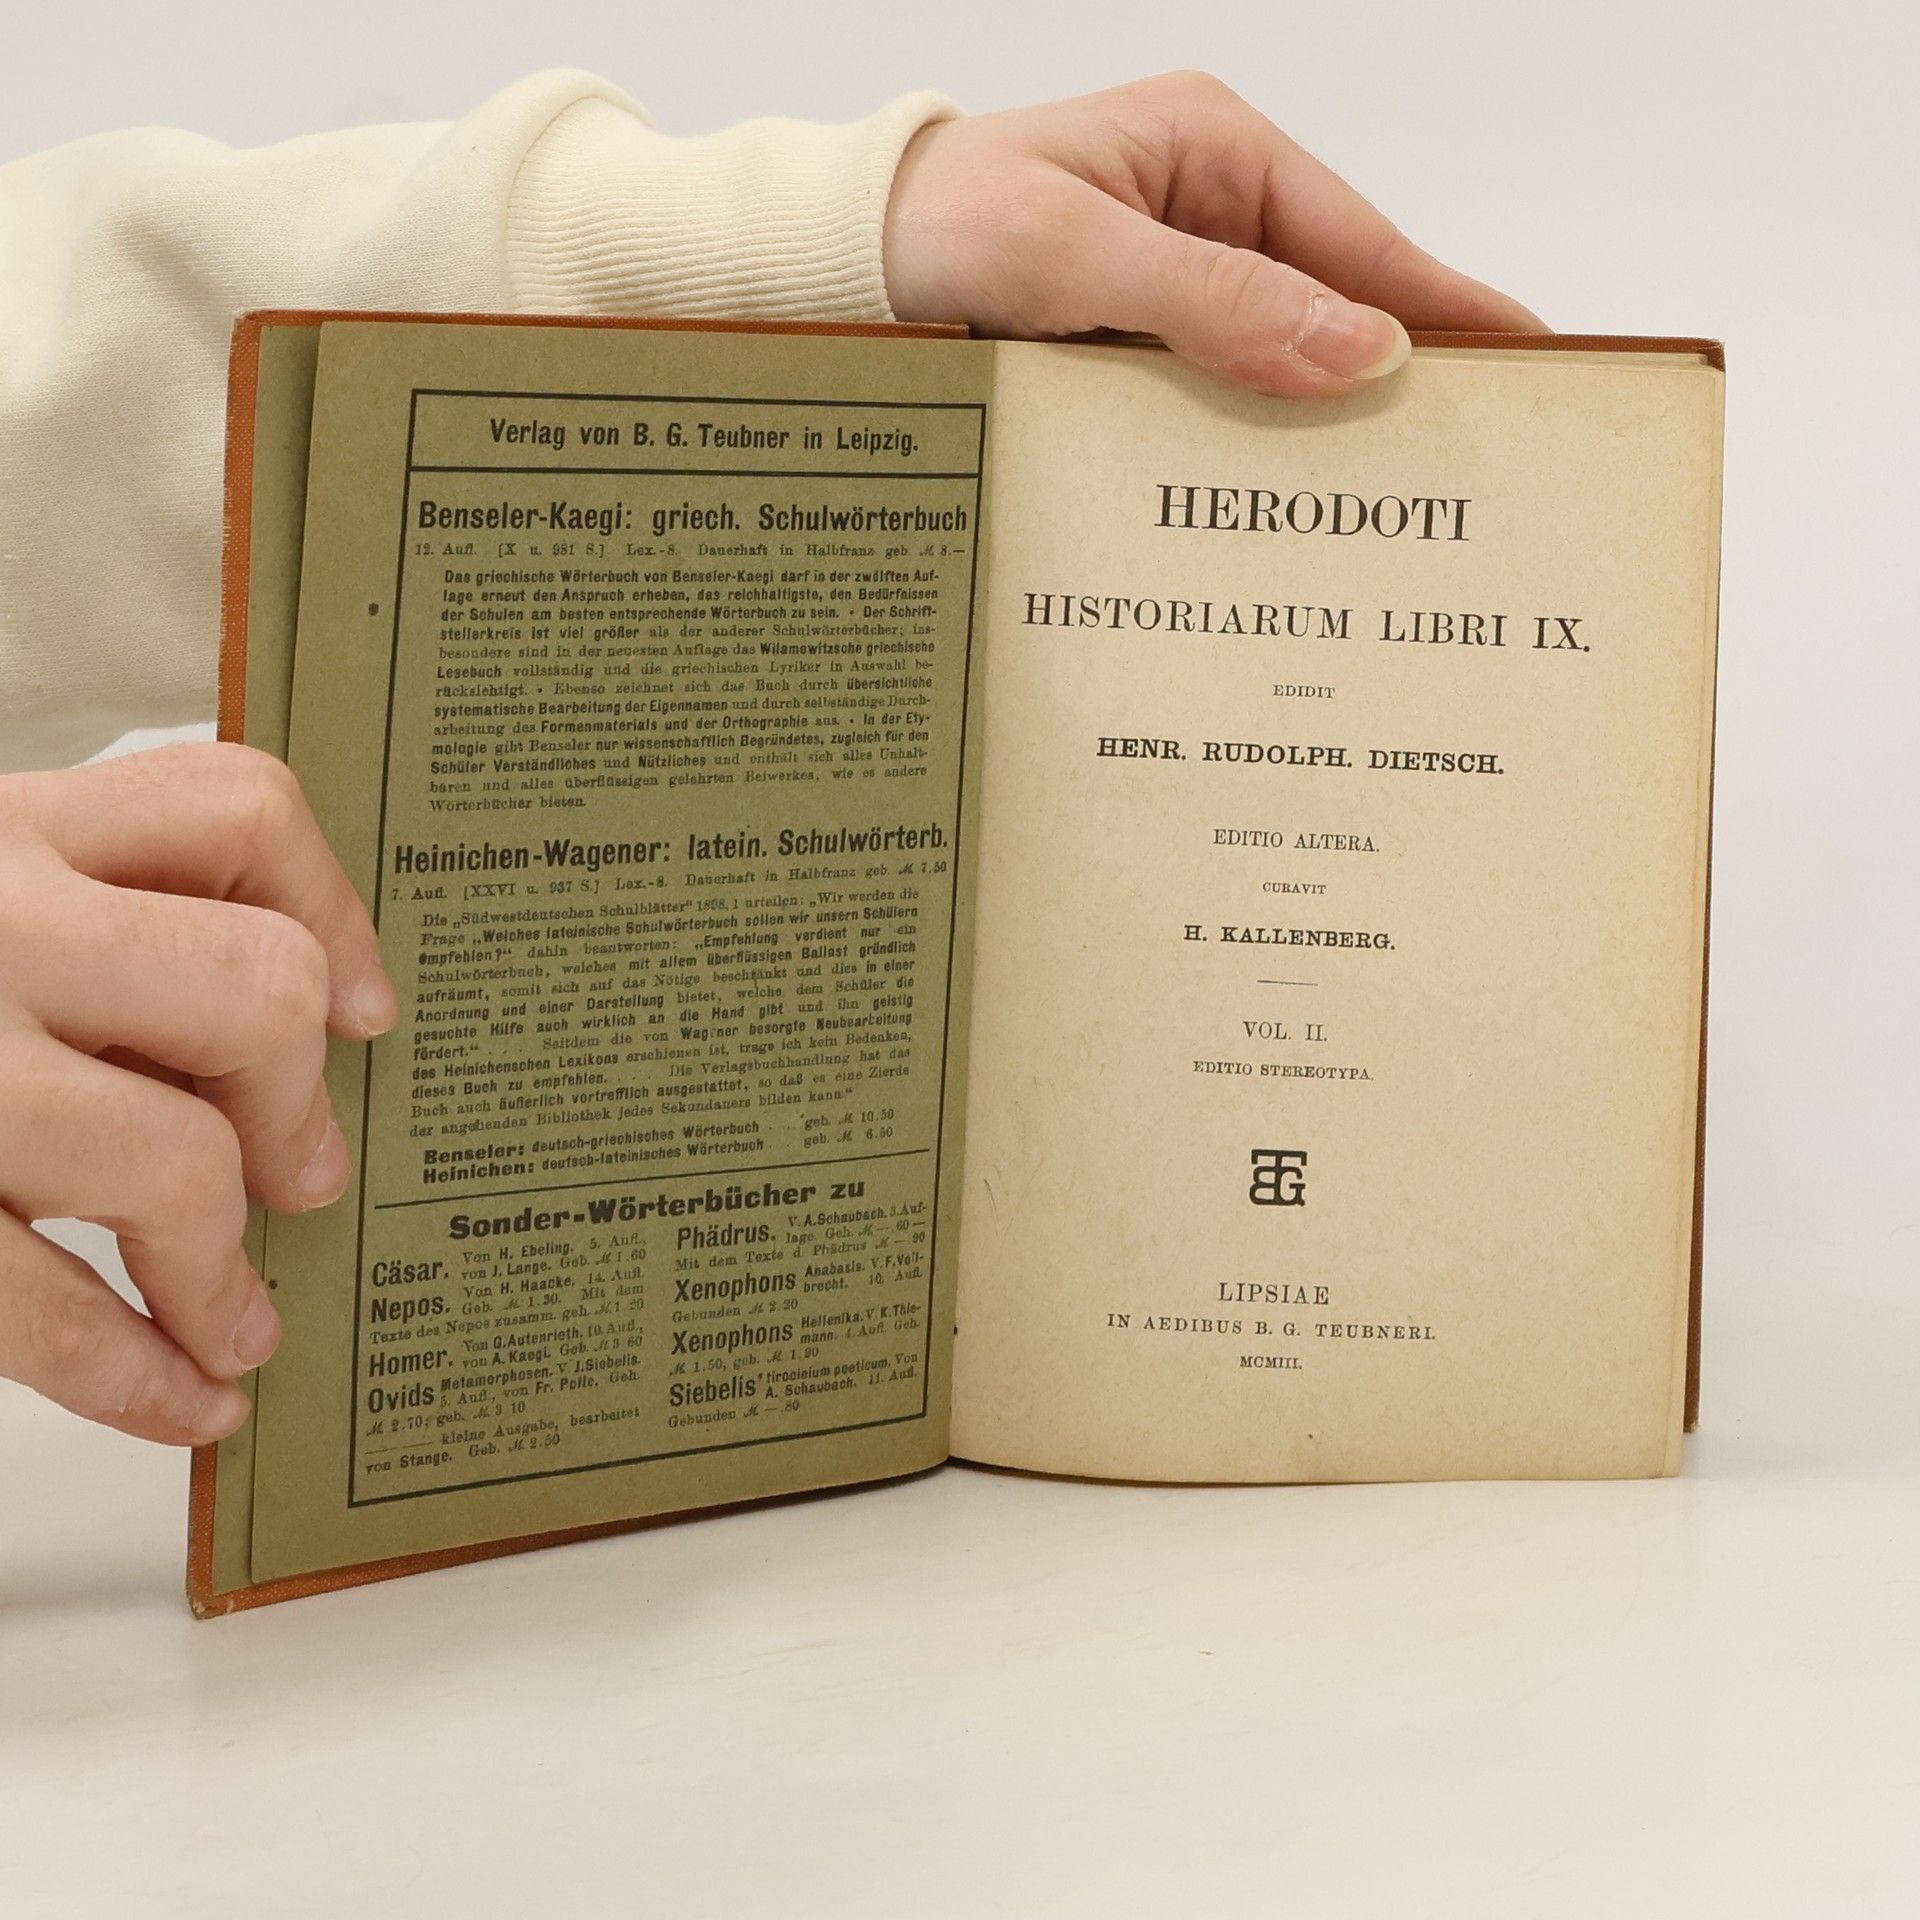 Verlag von B. G. Teubner in Leipzig.
Benseler-Kaegi: griech. Schulwörterbuch
12. Aufl. [X u. 981 S.] Lex.-8. Dauerhaft in Halbfranz geb. M 8.—
Das griechische Wörterbuch von Benseler-Kaegi darf in der zwölften Auf-
lage erneut den Anspruch erheben, das reichhaltigste, den Bedürfnissen
der Schulen am besten entsprechende Wörterbuch zu sein. • Der Schrift-
stellerkreis ist viel größer als der anderer Schulwörterbücher; ins-
besondere sind in der neuesten Auflage das Wilamowitzsche griechische
Lesebuch vollständig und die griechischen Lyriker in Auswahl be-
rücksichtigt. • Ebenso zeichnet sich das Buch durch übersichtliche
systematische Bearbeitung der Eigennamen und durch selbständige Durch-
arbeitung des Formenmaterials und der Orthographie aus. • In der Ety-
mologie gibt Benseler nur wissenschaftlich Begründetes, zugleich für den
Schüler Verständliches und Nützliches und enthält sich alles Unhalt-
baren und alles überflüssigen gelehrten Beiwerkes, wie es andere
Wörterbücher bieten.
Heinichen-Wagener: latein. Schulwörterb.
7. Aufl. [XXVI u. 937 S.] Lex.-8. Dauerhaft in Halbfranz geb. M 7.50
Die „Südwestdeutschen Schulblätter“ 1898, 1 urteilen: „Wir werden die
Frage „Welches lateinische Schulwörterbuch sollen wir unsern Schülern
empfehlen?“ dahin beantworten: „Empfehlung verdient nur ein
Schulwörterbuch, welches mit allem überflüssigen Ballast gründlich
aufräumt, somit sich auf das Nötige beschränkt und dies in einer
Anordnung und einer Darstellung bietet, welche dem Schüler die
gesuchte Hilfe auch wirklich an die Hand gibt und ihn geistig
fördert.“ . . . . Seitdem die von Wagener besorgte Neubearbeitung
des Heinichenschen Lexikons erschienen ist, trage ich kein Bedenken,
dieses Buch zu empfehlen. . . . . Die Verlagsbuchhandlung hat das
Buch auch äußerlich vortrefflich ausgestattet, so daß es eine Zierde
der angehenden Bibliothek jedes Sekundaners bilden kann.“
Benseler: deutsch-griechisches Wörterbuch . . geb. M 10.50
Heinichen: deutsch-lateinisches Wörterbuch . . geb. M 6.50
Sonder-Wörterbücher zu
Cäsar. Von H. Ebeling. 5. Aufl.,
von J. Lange. Geb. M 1.60
Nepos. Von H. Haacke. 14. Aufl.
Geb. M 1.30. Mit dem
Texte des Nepos zusamm. geb. M 1.20
Homer. Von G. Autenrieth. 10. Aufl.,
von A. Kaegi. Geb. M 3 60
Ovids Metamorphosen. V. J. Siebelis.
5. Aufl., von Fr. Polle. Geh.
M 2.70; geb. M 3 10
—— —— kleine Ausgabe, bearbeitet
von Stange. Geb. M 2.50
Phädrus. V. A. Schaubach. 3. Auf-
lage. Geh. M —.60 —
Mit dem Texte d Phädrus M —.90
Xenophons Anabasis. V. F. Voll-
brecht. 10. Aufl.
Gebunden M 2.20
Xenophons Hellenika. V. K. Thie-
mann. 4. Aufl. Geh.
M 1.50, geb. M 1.90
Siebelis’ tirocinium poeticum. Von
A. Schaubach. 11. Aufl.
Gebunden M —.80
HERODOTI
HISTORIARUM LIBRI IX.
EDIDIT
HENR. RUDOLPH. DIETSCH.
EDITIO ALTERA.
CURAVIT
H. KALLENBERG.
VOL. II.
EDITIO STEREOTYPA.
BTG
LIPSIAE
IN AEDIBUS B. G. TEUBNERI.
MCMIII.